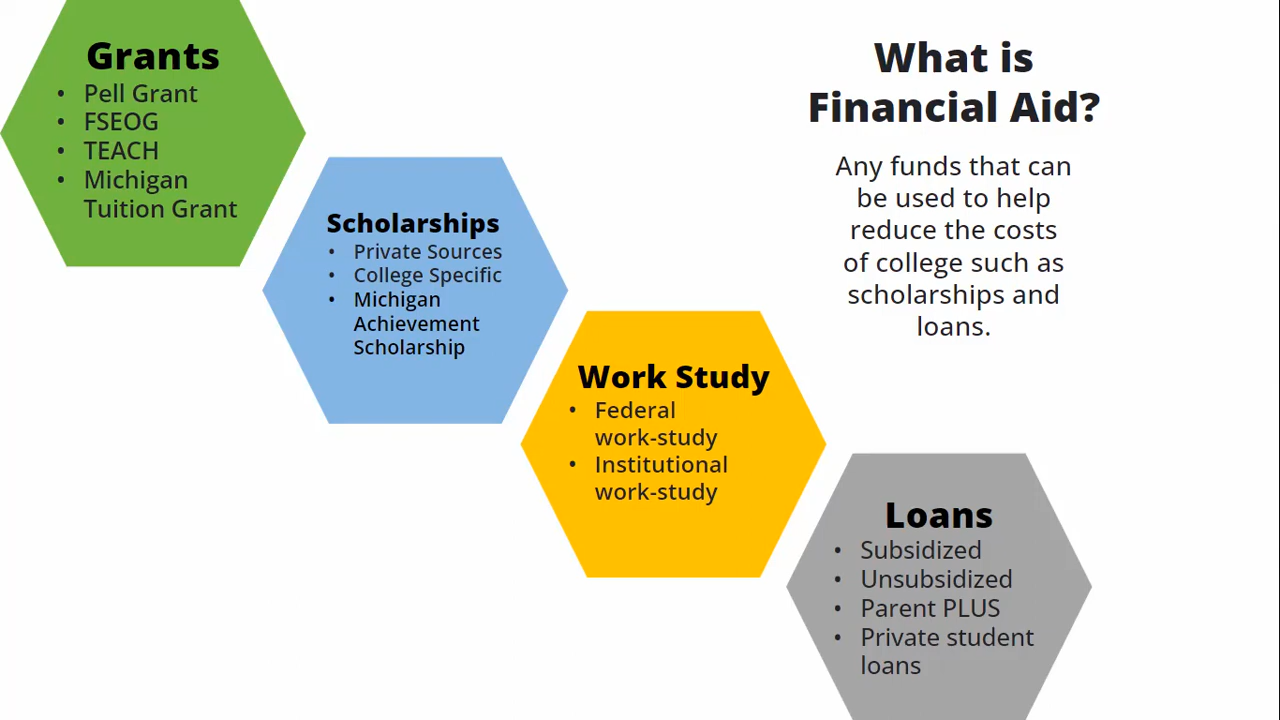 Grants
• Pell Grant
• FSEOG
• TEACH
• Michigan
Tuition Grant
Scholarships
• Private Sources
• College Specific
• Michigan
Achievement
Scholarship
Work Study
• Federal
work-study
• Institutional
work-study
Loans
• Subsidized
• Unsubsidized
• Parent PLUS
• Private student
loans
What is
Financial Aid?
Any funds that can
be used to help
reduce the costs
of college such as
scholarships and
loans.